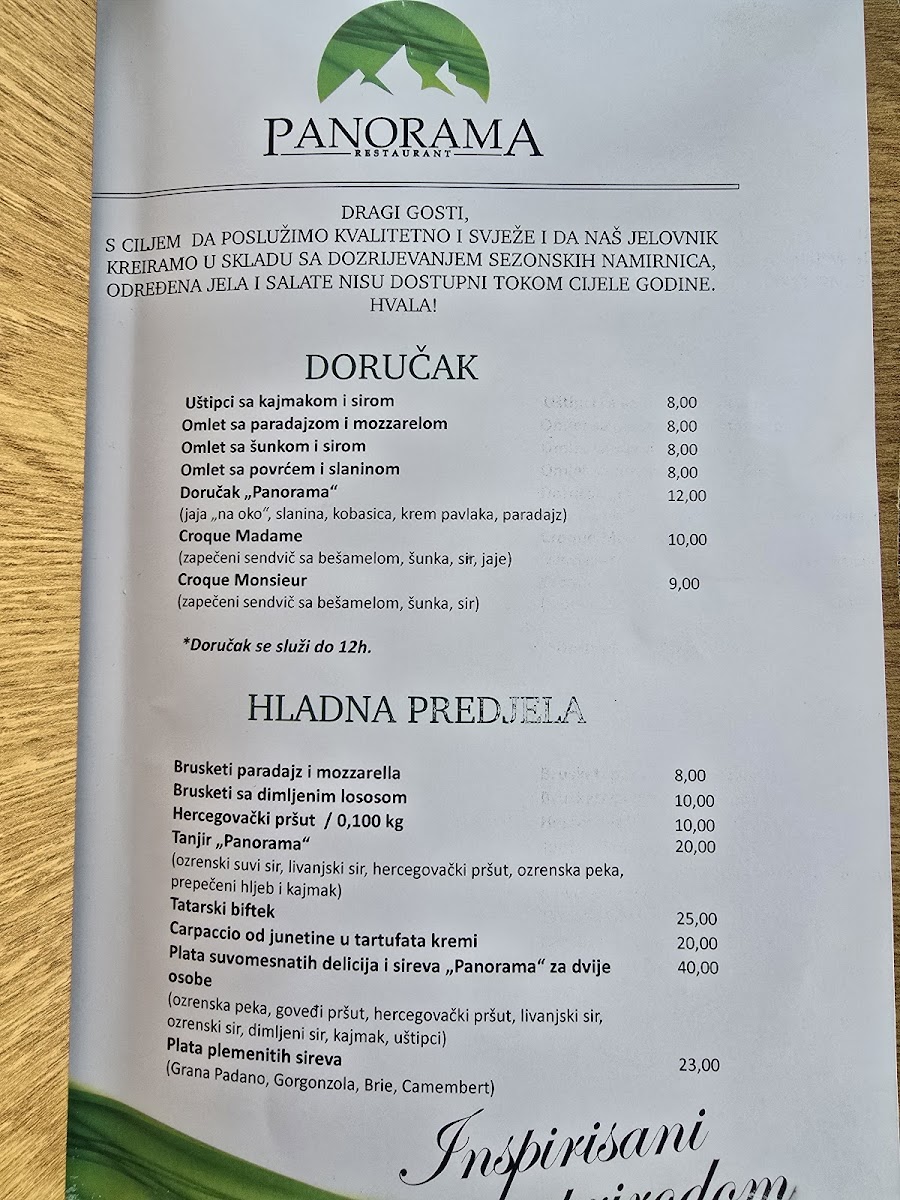 PANORAMA
RESTAURANT
DRAGI GOSTI,
S CILJEM DA POSLUŽIMO KVALITETNO I SVJEŽE I DA NAŠ JELOVNIK
KREIRAMO U SKLADU SA DOZRIJEVANJEM SEZONSKIH NAMIRNICA,
ODREĐENA JELA I SALATE NISU DOSTUPNI TOKOM CIJELE GODINE.
HVALA!
DORUČAK
Uštipci sa kajmakom i sirom 8,00
Omlet sa paradajzom i mozzarelom 8,00
Omlet sa šunkom i sirom 8,00
Omlet sa povrćem i slaninom 8,00
Doručak „Panorama“ 12,00
(jaja „na oko“, slanina, kobasica, krem pavlaka, paradajz)
Croque Madame 10,00
(zapečeni sendvič sa bešamelom, šunka, sir, jaje)
Croque Monsieur 9,00
(zapečeni sendvič sa bešamelom, šunka, sir)
*Doručak se služi do 12h.
HLADNA PREDJELA
Brusketi paradajz i mozzarella 8,00
Brusketi sa dimljenim lososom 10,00
Hercegovački pršut / 0,100 kg 10,00
Tanjir „Panorama“ 20,00
(ozrenski suvi sir, livanjski sir, hercegovački pršut, ozrenska peka,
prepečeni hljeb i kajmak)
Tatarski biftek 25,00
Carpaccio od junetine u tartufata kremi 20,00
Plata suvomesnatih delicija i sireva „Panorama“ za dvije 40,00
osobe
(ozrenska peka, goveđi pršut, hercegovački pršut, livanjski sir,
ozrenski sir, dimljeni sir, kajmak, uštipci)
Plata plemenitih sireva 23,00
(Grana Padano, Gorgonzola, Brie, Camembert)
Inspirisani